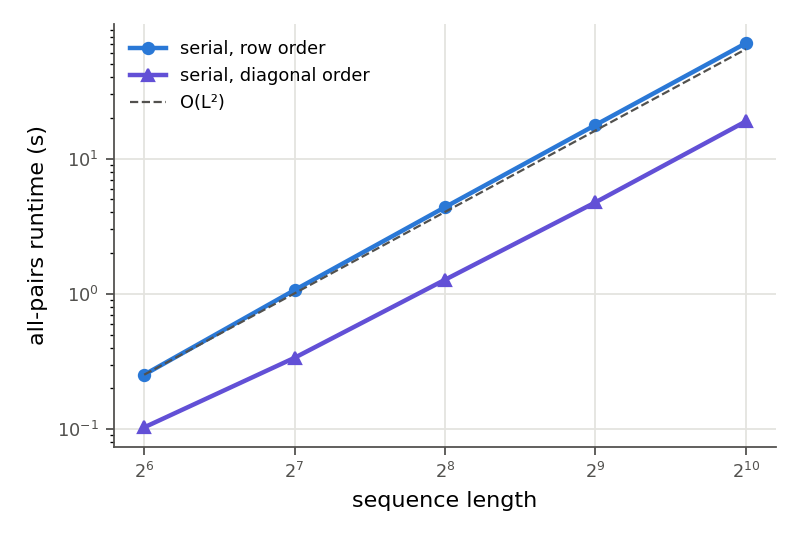 serial, row order
serial, diagonal order
O(L²)
all-pairs runtime (s)
10¹
10⁰
10⁻¹
2⁶ 2⁷ 2⁸ 2⁹ 2¹⁰
sequence length